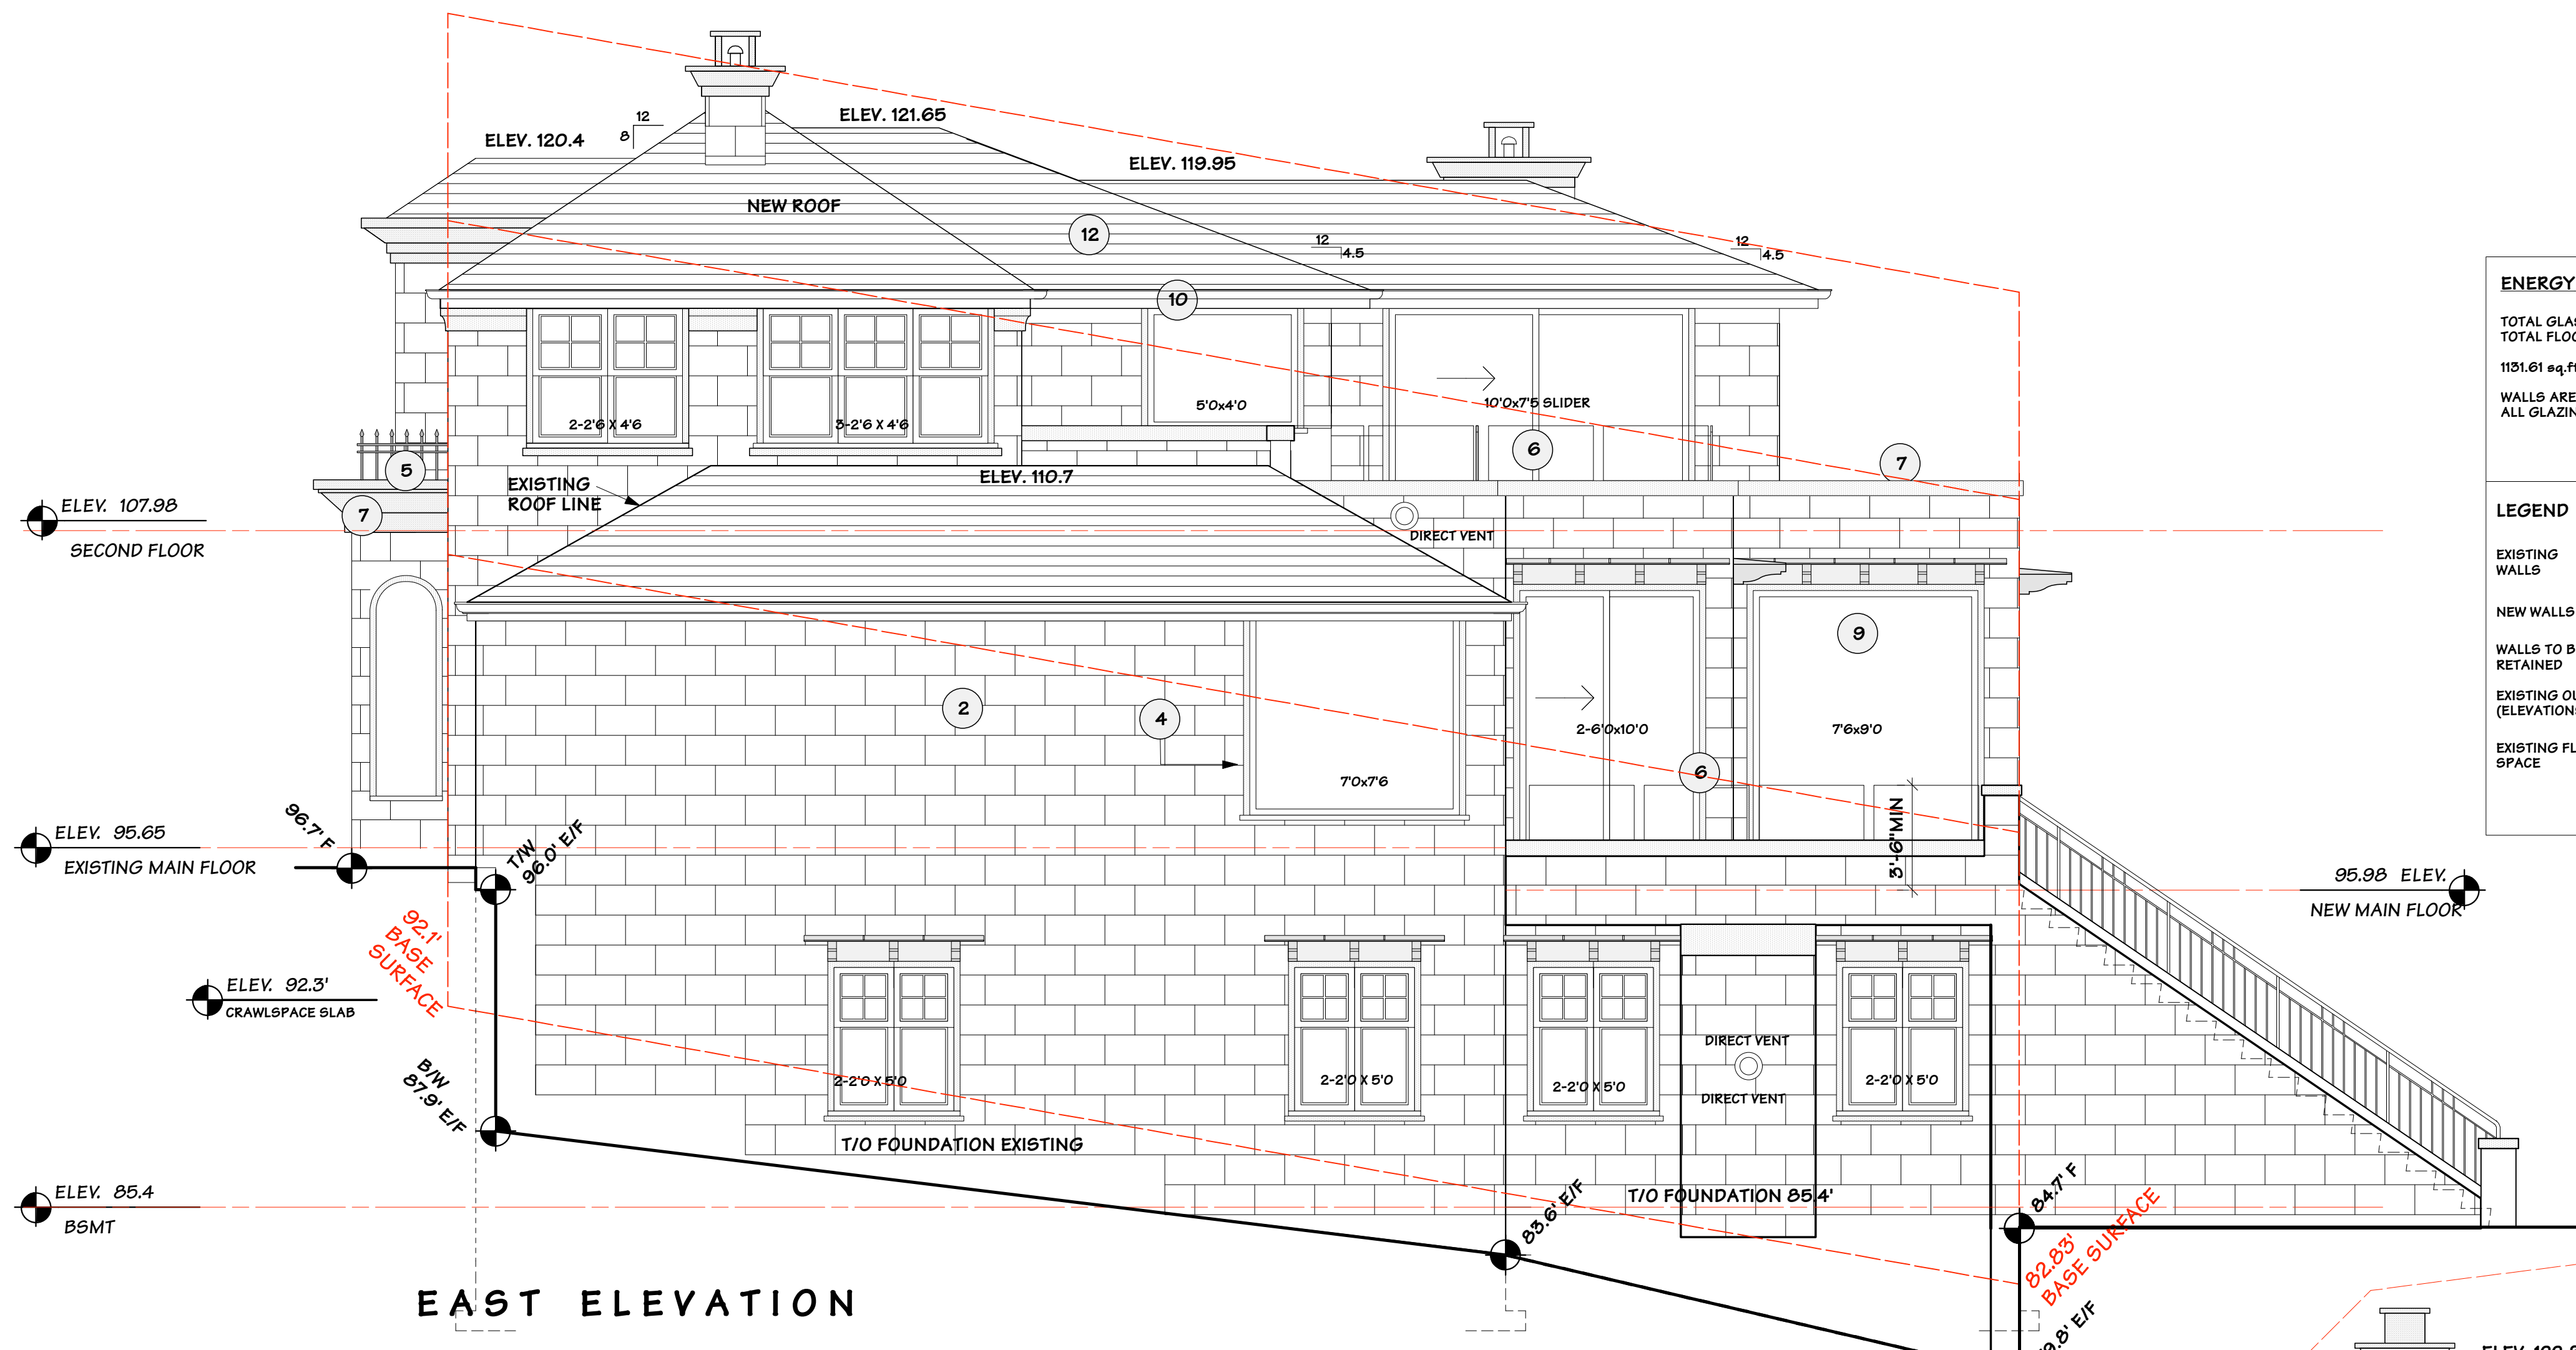 ELEV. 120.4
12
8
ELEV. 121.65
ELEV. 119.95
NEW ROOF
12
12
4.5
12
4.5
10
2-2'6 X 4'6
3-2'6 X 4'6
5'0x4'0
10'0x7'5 SLIDER
6
7
5
7
EXISTING
ROOF LINE
ELEV. 110.7
ELEV. 107.98
SECOND FLOOR
DIRECT VENT
9
2
4
2-6'0x10'0
7'6x9'0
7'0x7'6
6
3'-6"MIN
96.7' F
T/W
96.0' E/F
ELEV. 95.65
EXISTING MAIN FLOOR
95.98 ELEV.
NEW MAIN FLOOR
92.1'
BASE
SURFACE
ELEV. 92.3'
CRAWLSPACE SLAB
B/W
87.9' E/F
2-2'0 X 5'0
2-2'0 X 5'0
2-2'0 X 5'0
2-2'0 X 5'0
DIRECT VENT
DIRECT VENT
T/O FOUNDATION EXISTING
T/O FOUNDATION 85.4'
ELEV. 85.4
BSMT
83.6' E/F
84.7' F
82.83'
BASE SURFACE
9.8' E/F
EAST ELEVATION
ENERGY
TOTAL GLA
TOTAL FLO
1131.61 sq.f
WALLS ARE
ALL GLAZIN
LEGEND
EXISTING
WALLS
NEW WALLS
WALLS TO B
RETAINED
EXISTING OU
(ELEVATION
EXISTING FL
SPACE